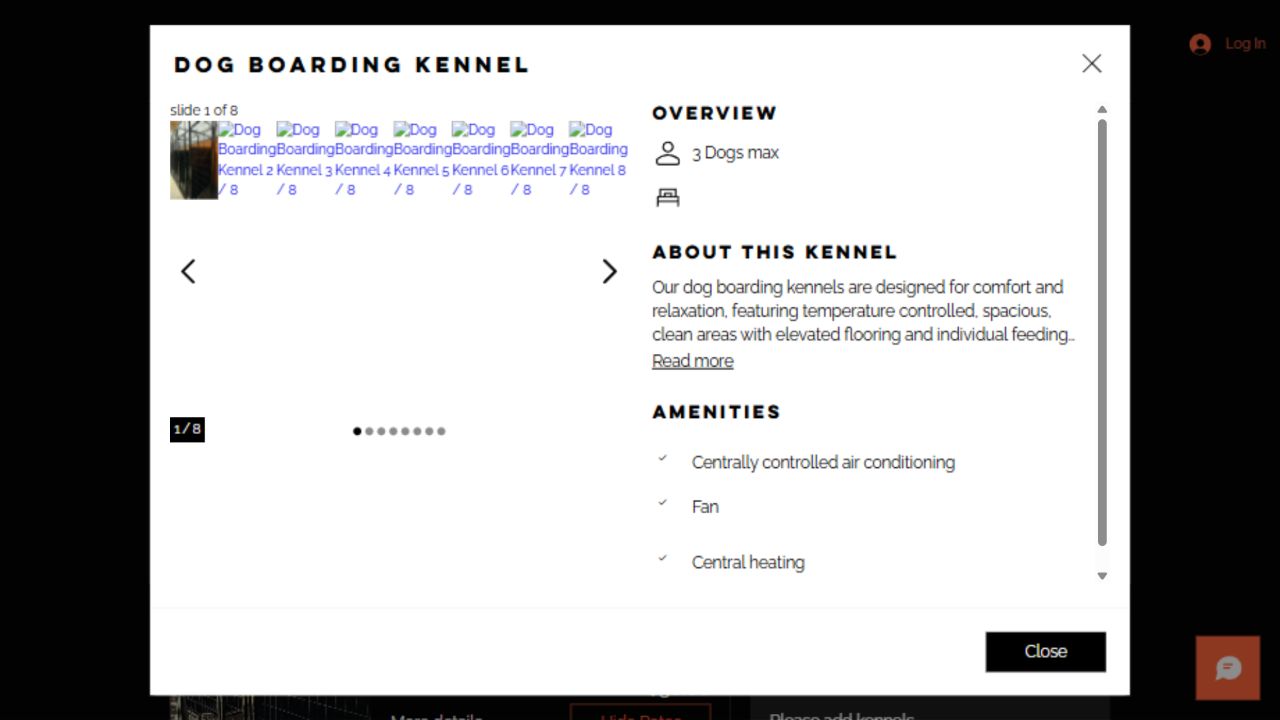 Log In
DOG BOARDING KENNEL
slide 1 of 8
Dog Boarding Kennel 2 / 8
Dog Boarding Kennel 3 / 8
Dog Boarding Kennel 4 / 8
Dog Boarding Kennel 5 / 8
Dog Boarding Kennel 6 / 8
Dog Boarding Kennel 7 / 8
Dog Boarding Kennel 8 / 8
1/8
OVERVIEW
3 Dogs max
ABOUT THIS KENNEL
Our dog boarding kennels are designed for comfort and
relaxation, featuring temperature controlled, spacious,
clean areas with elevated flooring and individual feeding...
Read more
AMENITIES
Centrally controlled air conditioning
Fan
Central heating
Close
More details
Hide Rates
Please add kennels